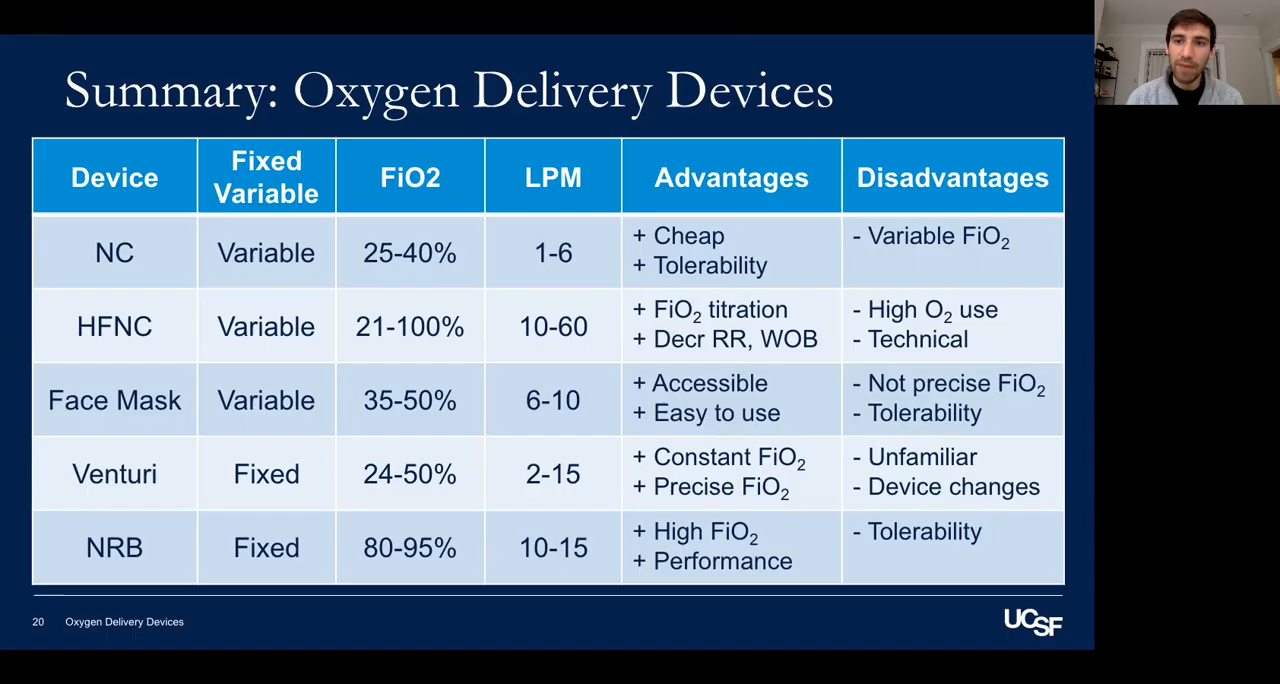 Summary: Oxygen Delivery Devices
Device
Fixed
Variable
FiO2
LPM
Advantages
Disadvantages
NC
Variable
25-40%
1-6
+ Cheap
+ Tolerability
- Variable FiO₂
HFNC
Variable
21-100%
10-60
+ FiO₂ titration
+ Decr RR, WOB
- High O₂ use
- Technical
Face Mask
Variable
35-50%
6-10
+ Accessible
+ Easy to use
- Not precise FiO₂
- Tolerability
Venturi
Fixed
24-50%
2-15
+ Constant FiO₂
+ Precise FiO₂
- Unfamiliar
- Device changes
NRB
Fixed
80-95%
10-15
+ High FiO₂
+ Performance
- Tolerability
20 Oxygen Delivery Devices
UCSF